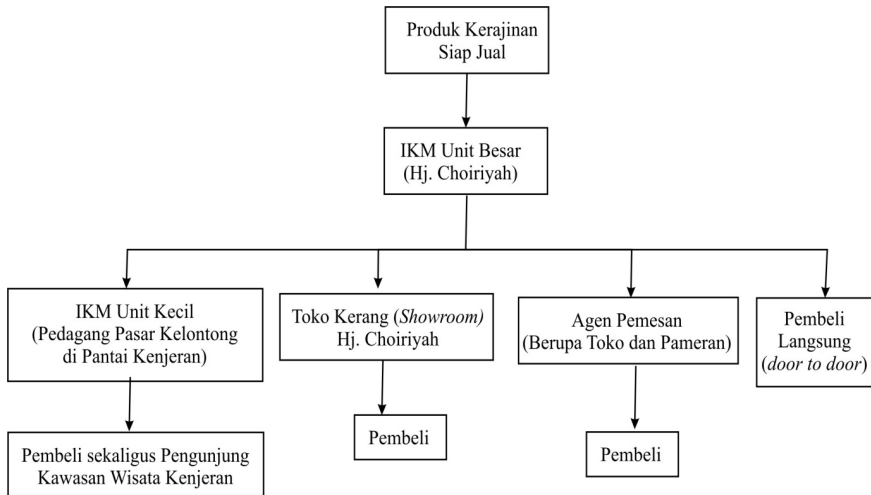 Produk Kerajinan
Siap Jual
IKM Unit Besar
(Hj. Choiriyah)
IKM Unit Kecil
(Pedagang Pasar Kelontong
di Pantai Kenjeran)
Toko Kerang (Showroom)
Hj. Choiriyah
Agen Pemesan
(Berupa Toko dan Pameran)
Pembeli
Langsung
(door to door)
Pembeli sekaligus Pengunjung
Kawasan Wisata Kenjeran
Pembeli
Pembeli